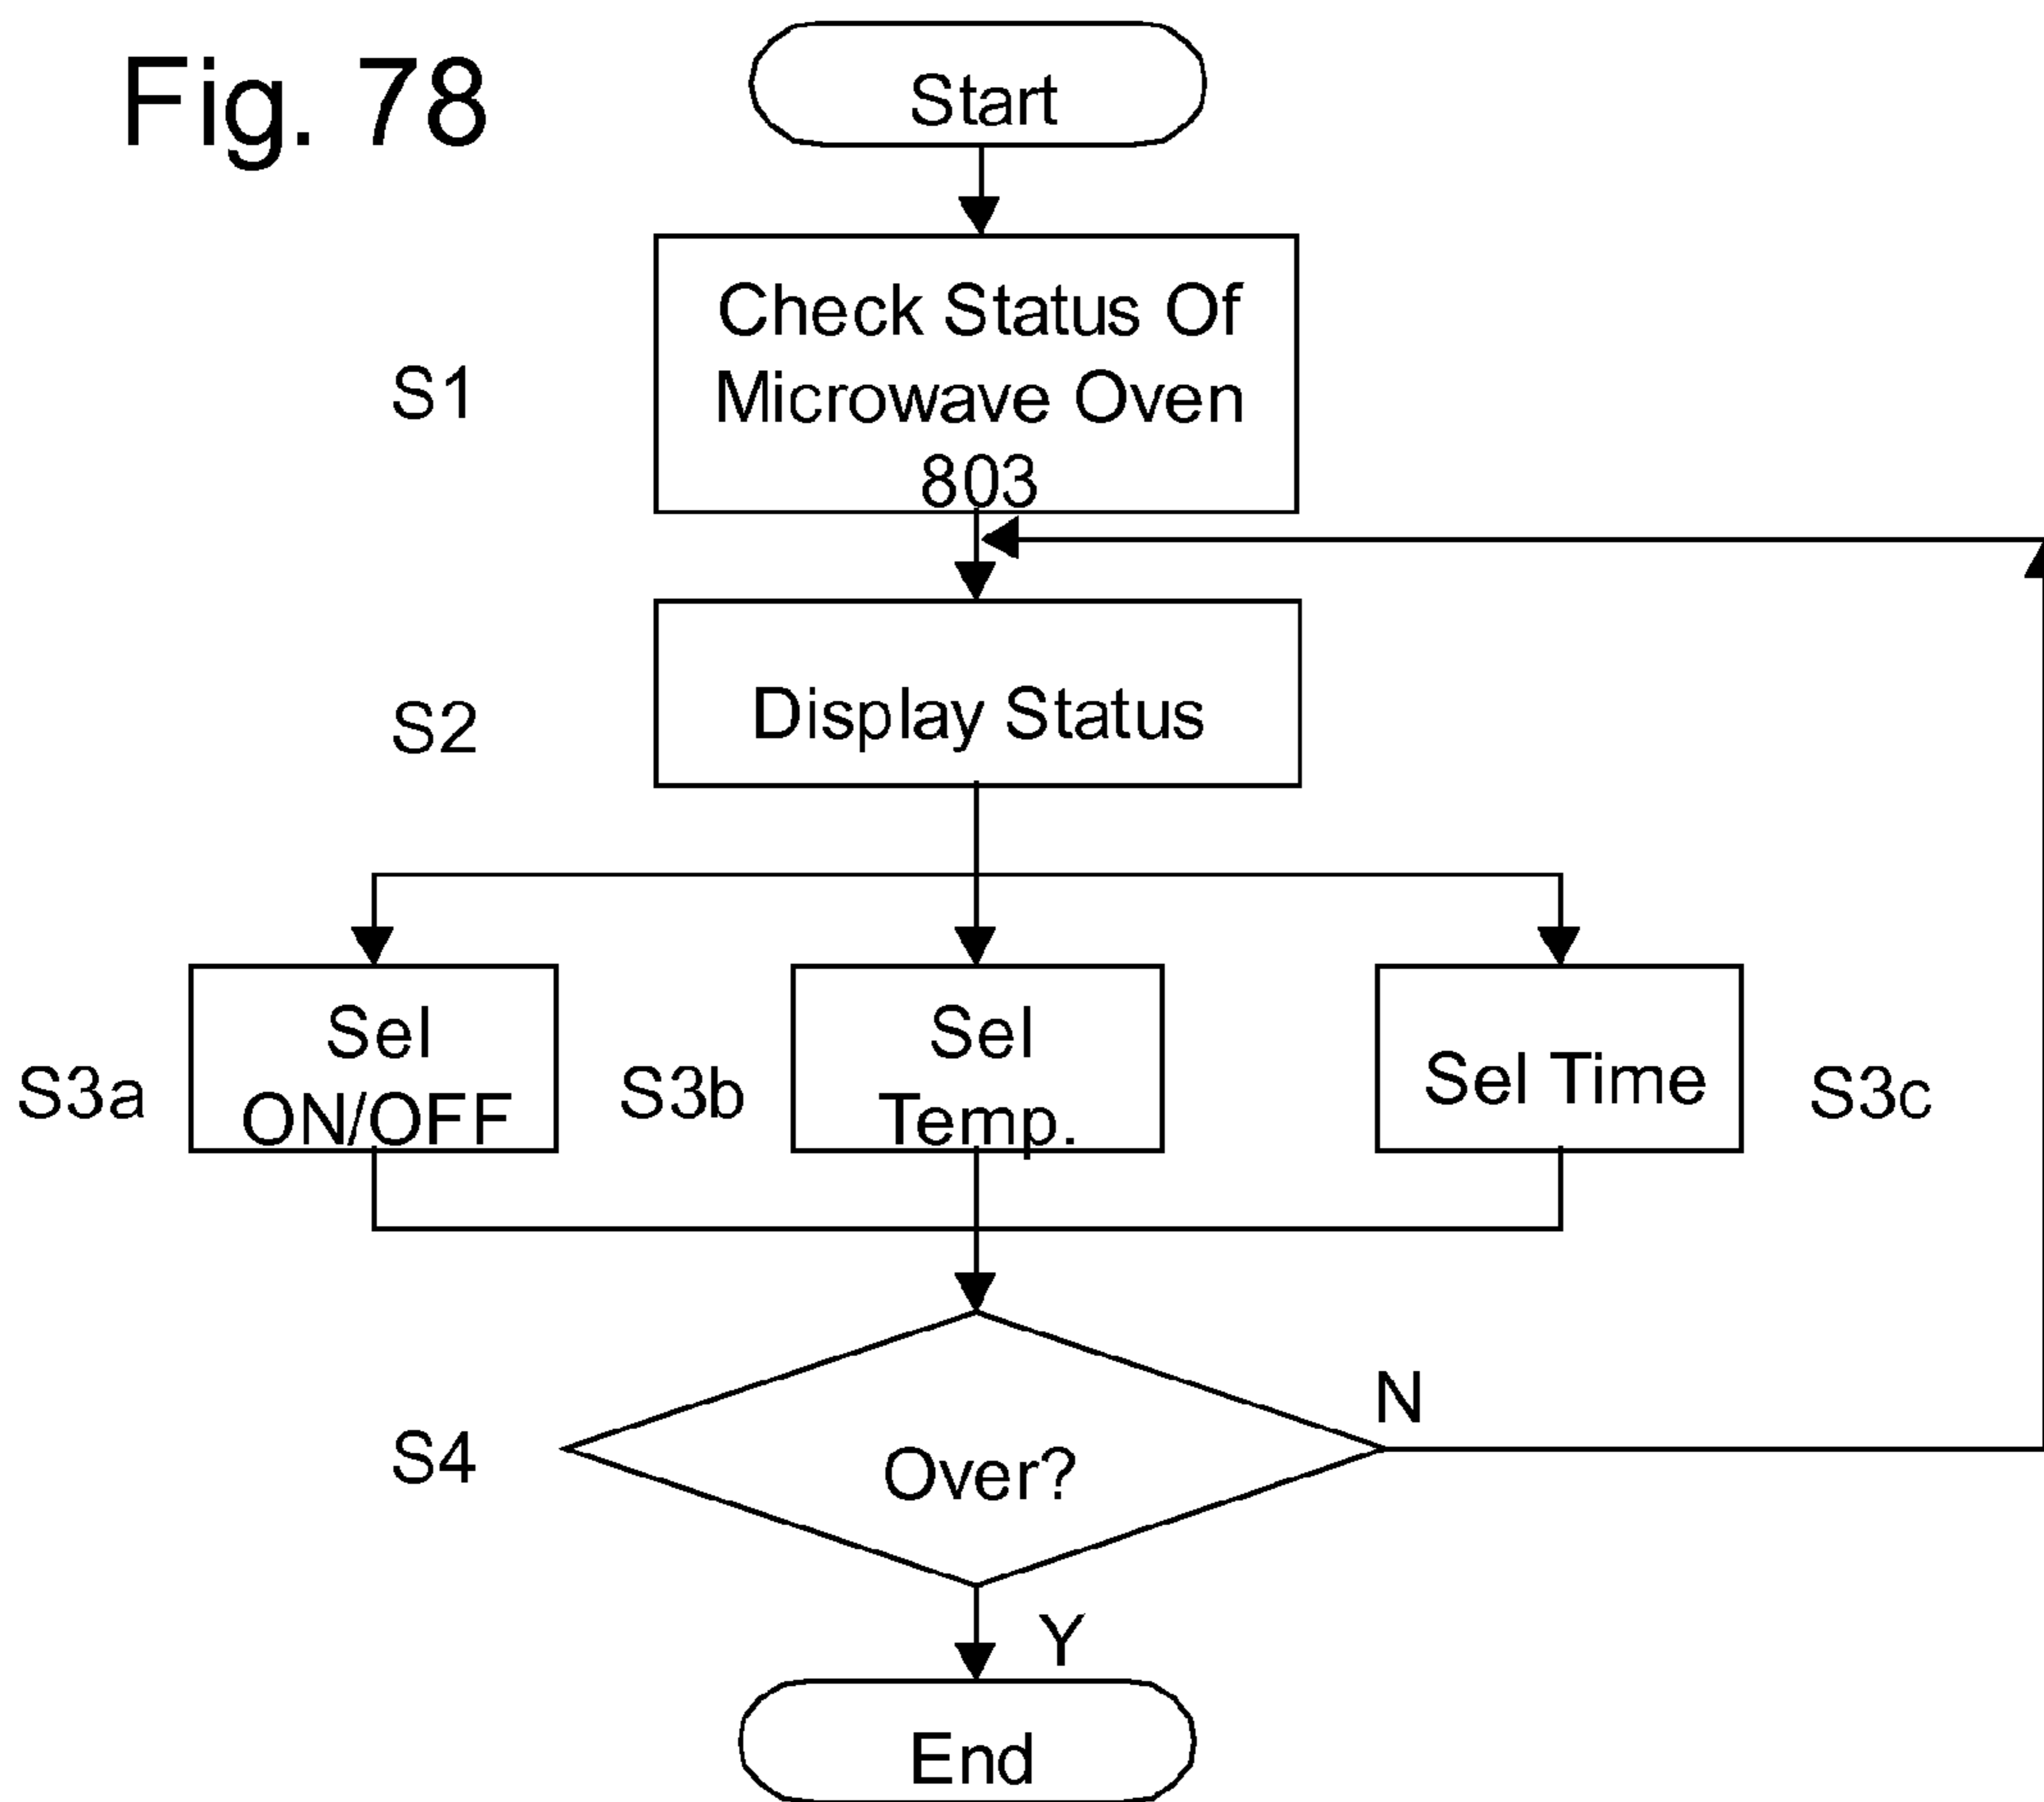 Fig. 78
Start
S1
Check Status Of
Microwave Oven
803
S2
Display Status
S3a
Sel
ON/OFF
S3b
Sel
Temp.
Sel Time
S3c
S4
Over?
N
Y
End